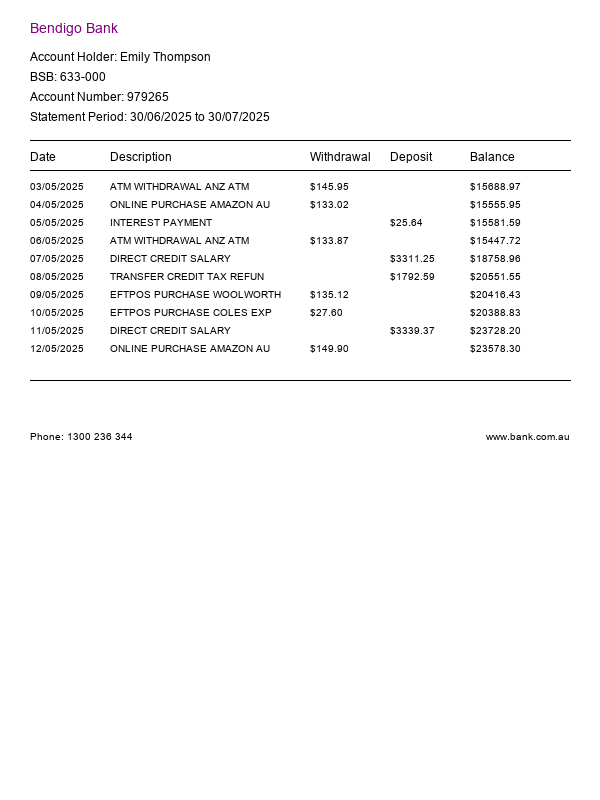 Bendigo Bank
Account Holder: Emily Thompson
BSB: 633-000
Account Number: 979265
Statement Period: 30/06/2025 to 30/07/2025
Date Description Withdrawal Deposit Balance
03/05/2025 ATM WITHDRAWAL ANZ ATM $145.95 $15688.97
04/05/2025 ONLINE PURCHASE AMAZON AU $133.02 $15555.95
05/05/2025 INTEREST PAYMENT $25.64 $15581.59
06/05/2025 ATM WITHDRAWAL ANZ ATM $133.87 $15447.72
07/05/2025 DIRECT CREDIT SALARY $3311.25 $18758.96
08/05/2025 TRANSFER CREDIT TAX REFUN $1792.59 $20551.55
09/05/2025 EFTPOS PURCHASE WOOLWORTH $135.12 $20416.43
10/05/2025 EFTPOS PURCHASE COLES EXP $27.60 $20388.83
11/05/2025 DIRECT CREDIT SALARY $3339.37 $23728.20
12/05/2025 ONLINE PURCHASE AMAZON AU $149.90 $23578.30
Phone: 1300 236 344 www.bank.com.au